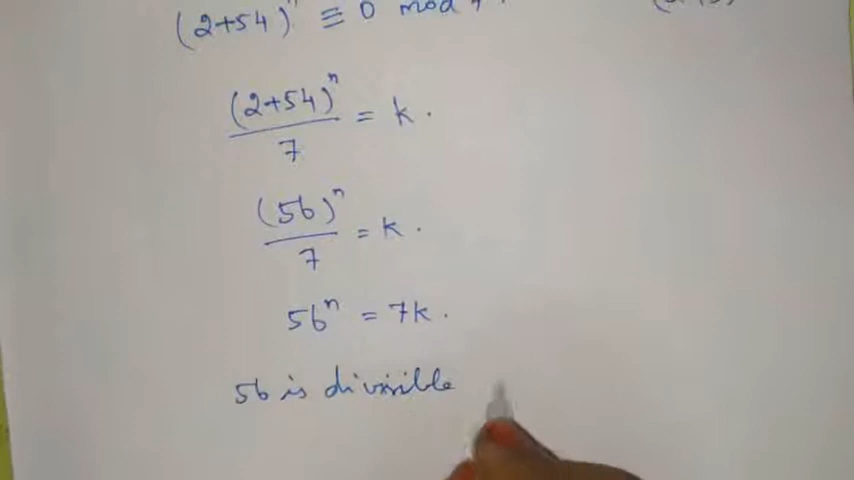 (2+54)ⁿ ≡ 0 mod 7
(2+54)ⁿ / 7 = k.
(56)ⁿ / 7 = k.
56ⁿ = 7k.
56 is divisible